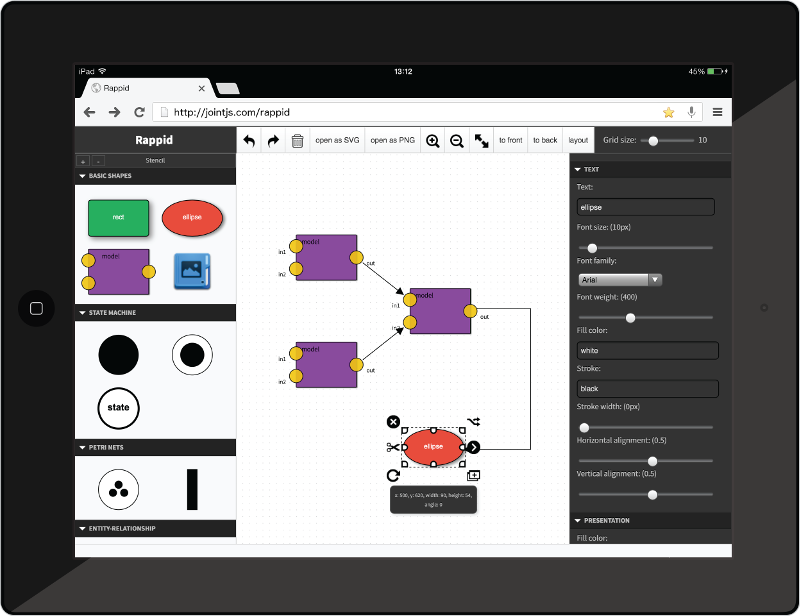 iPad
13:12
45%
Rappid
http://jointjs.com/rappid
Rappid
open as SVG
open as PNG
to front
to back
layout
Grid size:
10
+
-
Stencil
BASIC SHAPES
rect
ellipse
model
STATE MACHINE
state
PETRI NETS
ENTITY-RELATIONSHIP
model
in1
in2
out
model
in1
in2
out
model
in1
in2
out
ellipse
x: 500, y: 620, width: 90, height: 54,
angle: 0
TEXT
Text:
ellipse
Font size: (10px)
Font family:
Arial
Font weight: (400)
Fill color:
white
Stroke:
black
Stroke width: (0px)
Horizontal alignment: (0.5)
Vertical alignment: (0.5)
PRESENTATION
Fill color: